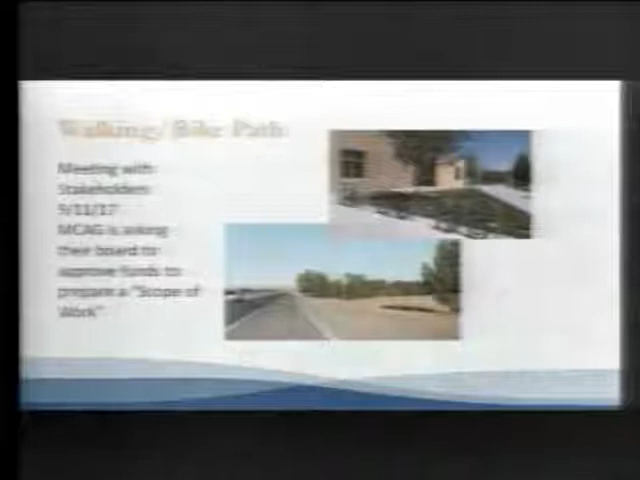 Walking/Bike Path
Meeting with
Stakeholders
9/11/17
MCAG is asking
their board to
approve funds to
prepare a "Scope of
Work"